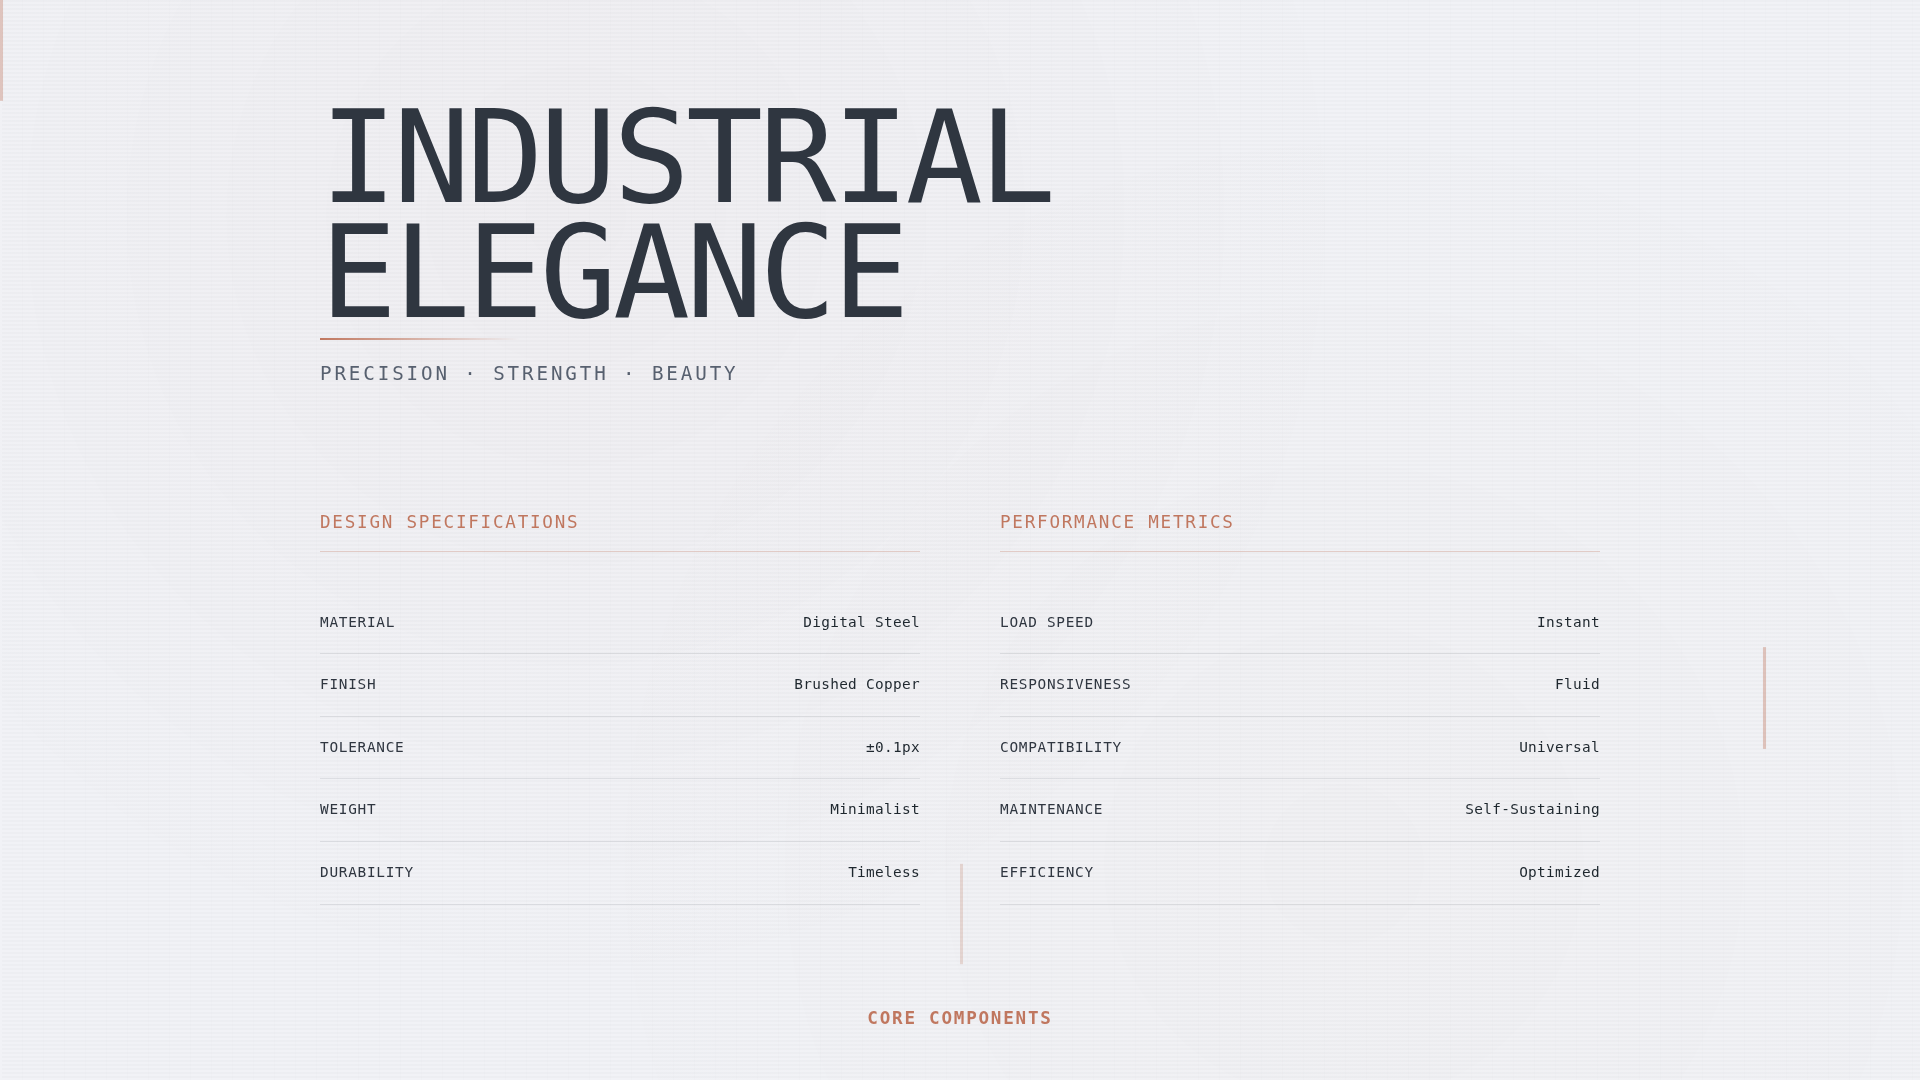 INDUSTRIAL
ELEGANCE
PRECISION · STRENGTH · BEAUTY
DESIGN SPECIFICATIONS
MATERIAL Digital Steel
FINISH Brushed Copper
TOLERANCE ±0.1px
WEIGHT Minimalist
DURABILITY Timeless
PERFORMANCE METRICS
LOAD SPEED Instant
RESPONSIVENESS Fluid
COMPATIBILITY Universal
MAINTENANCE Self-Sustaining
EFFICIENCY Optimized
CORE COMPONENTS